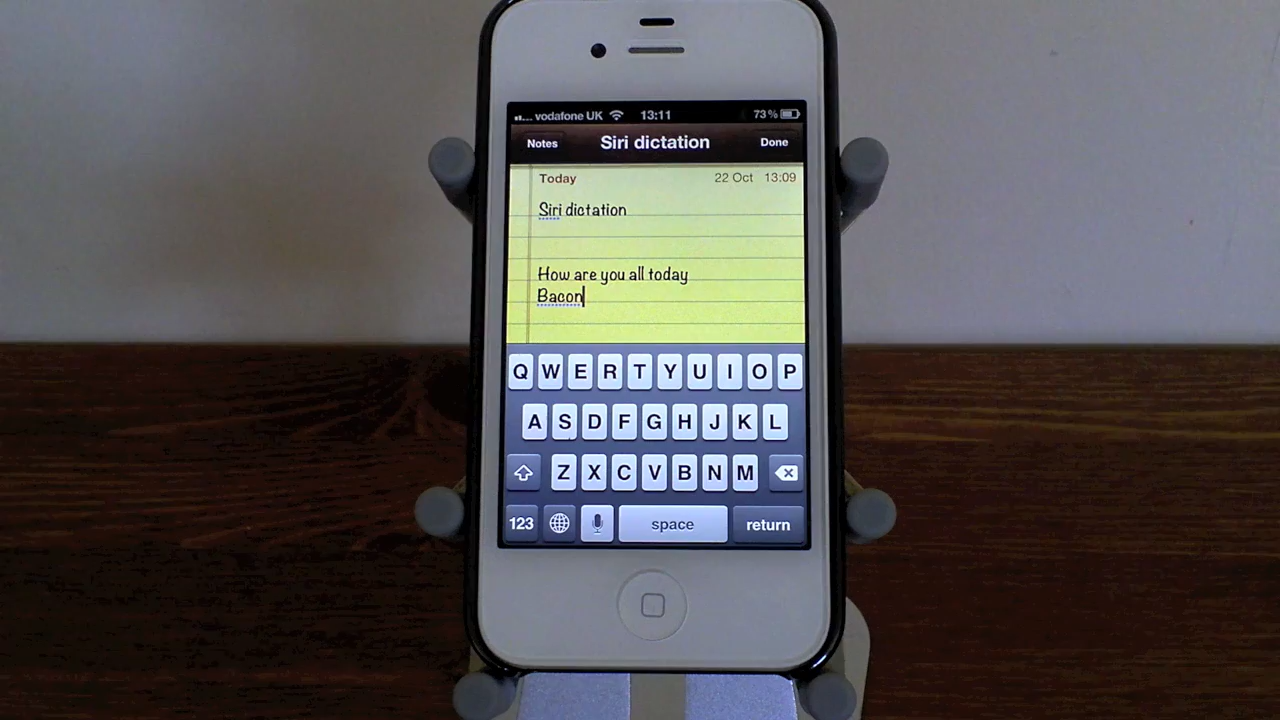 vodafone UK 13:11 73%
Notes Siri dictation Done
Today 22 Oct 13:09
Siri dictation
How are you all today
Bacon
Q W E R T Y U I O P
A S D F G H J K L
Z X C V B N M
123 space return